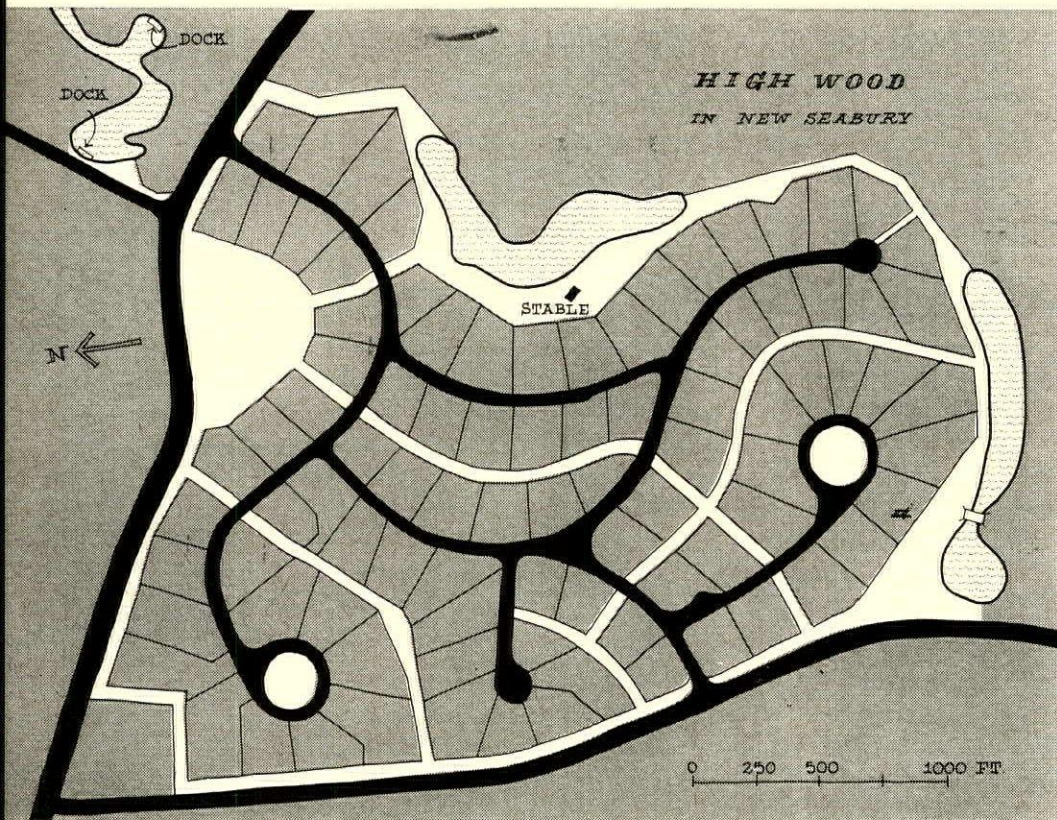 DOCK
DOCK
HIGH WOOD
IN NEW SEABURY
STABLE
N
0 250 500 1000 FT.